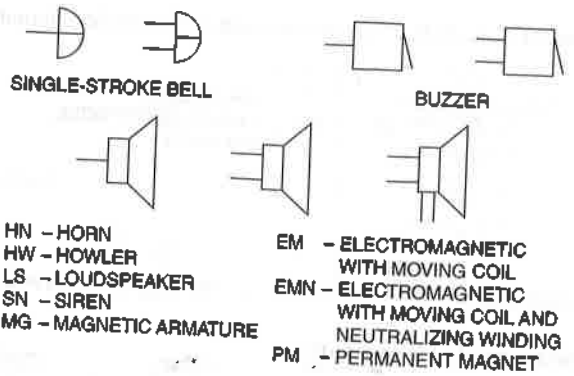 SINGLE-STROKE BELL
BUZZER
HN – HORN
HW – HOWLER
LS – LOUDSPEAKER
SN – SIREN
MG – MAGNETIC ARMATURE
EM – ELECTROMAGNETIC
WITH MOVING COIL
EMN – ELECTROMAGNETIC
WITH MOVING COIL AND
NEUTRALIZING WINDING
PM – PERMANENT MAGNET